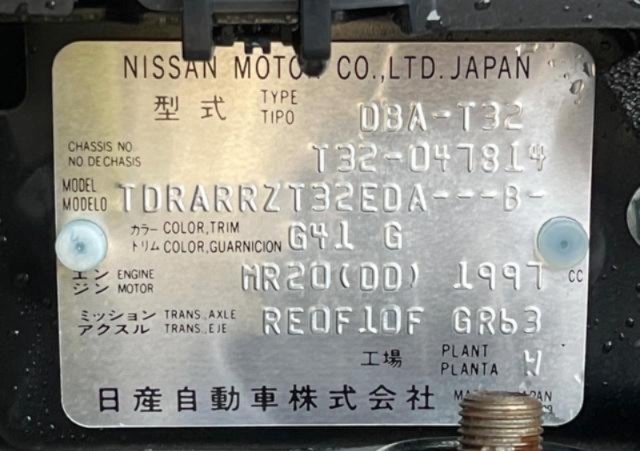 NISSAN MOTOR CO.,LTD. JAPAN
型式 TYPE TIPO DBA-T32
CHASSIS NO. NO. DE CHASIS T32-047814
MODEL MODELO TDRARRZT32EDA---B-
カラー COLOR,TRIM トリム COLOR,GUARNICION G41 G
エンジン ENGINE MOTOR MR20(DD) 1997 cc
ミッション TRANS.,AXLE アクスル TRANS.,EJE RE0F10F GR63
工場 PLANT PLANTA W
日産自動車株式会社